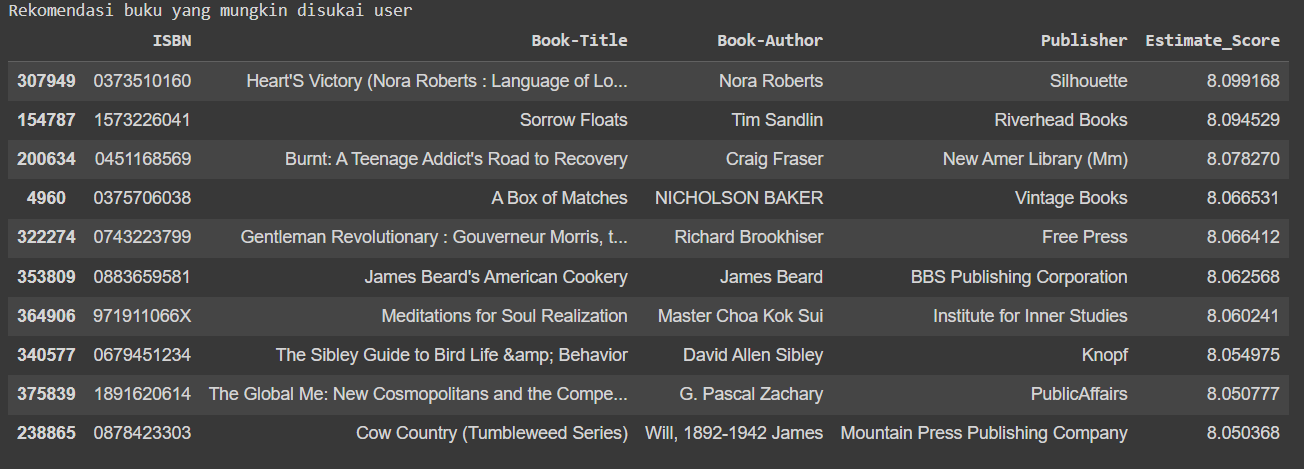 Rekomendasi buku yang mungkin disukai user
ISBN Book-Title Book-Author Publisher Estimate_Score
307949 0373510160 Heart'S Victory (Nora Roberts : Language of Lo... Nora Roberts Silhouette 8.099168
154787 1573226041 Sorrow Floats Tim Sandlin Riverhead Books 8.094529
200634 0451168569 Burnt: A Teenage Addict's Road to Recovery Craig Fraser New Amer Library (Mm) 8.078270
4960 0375706038 A Box of Matches NICHOLSON BAKER Vintage Books 8.066531
322274 0743223799 Gentleman Revolutionary : Gouverneur Morris, t... Richard Brookhiser Free Press 8.066412
353809 0883659581 James Beard's American Cookery James Beard BBS Publishing Corporation 8.062568
364906 971911066X Meditations for Soul Realization Master Choa Kok Sui Institute for Inner Studies 8.060241
340577 0679451234 The Sibley Guide to Bird Life &amp; Behavior David Allen Sibley Knopf 8.054975
375839 1891620614 The Global Me: New Cosmopolitans and the Compe... G. Pascal Zachary PublicAffairs 8.050777
238865 0878423303 Cow Country (Tumbleweed Series) Will, 1892-1942 James Mountain Press Publishing Company 8.050368